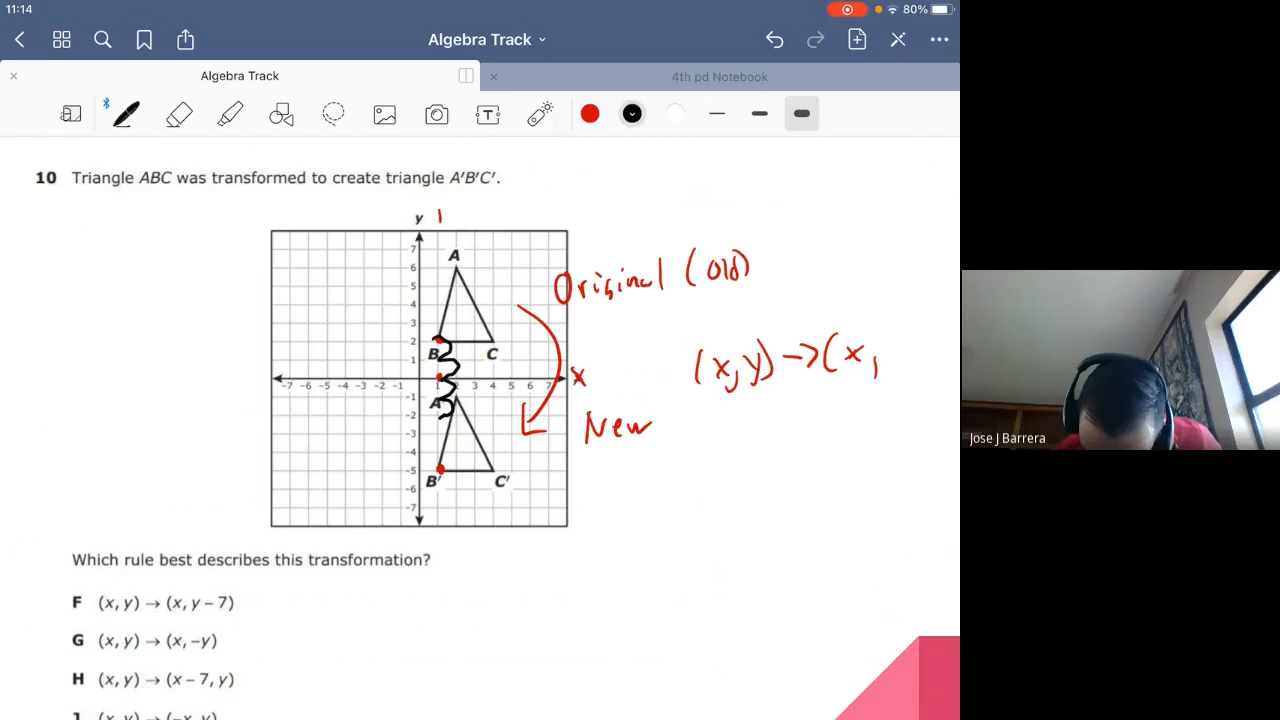 11:14
80%
Algebra Track
Algebra Track
4th pd Notebook
T
10 Triangle ABC was transformed to create triangle A′B′C′.
y 1
7
A
6
5
4
3
2
B C
1
-7 -6 -5 -4 -3 -2 -1 1 2 3 4 5 6 7 x
-1
A
-2
-3
-4
-5
B′ C′
-6
-7
Original (old)
(x,y)→(x,
New
Which rule best describes this transformation?
F (x, y) → (x, y − 7)
G (x, y) → (x, −y)
H (x, y) → (x − 7, y)
J (x, y) → (−x, y)
Jose J Barrera